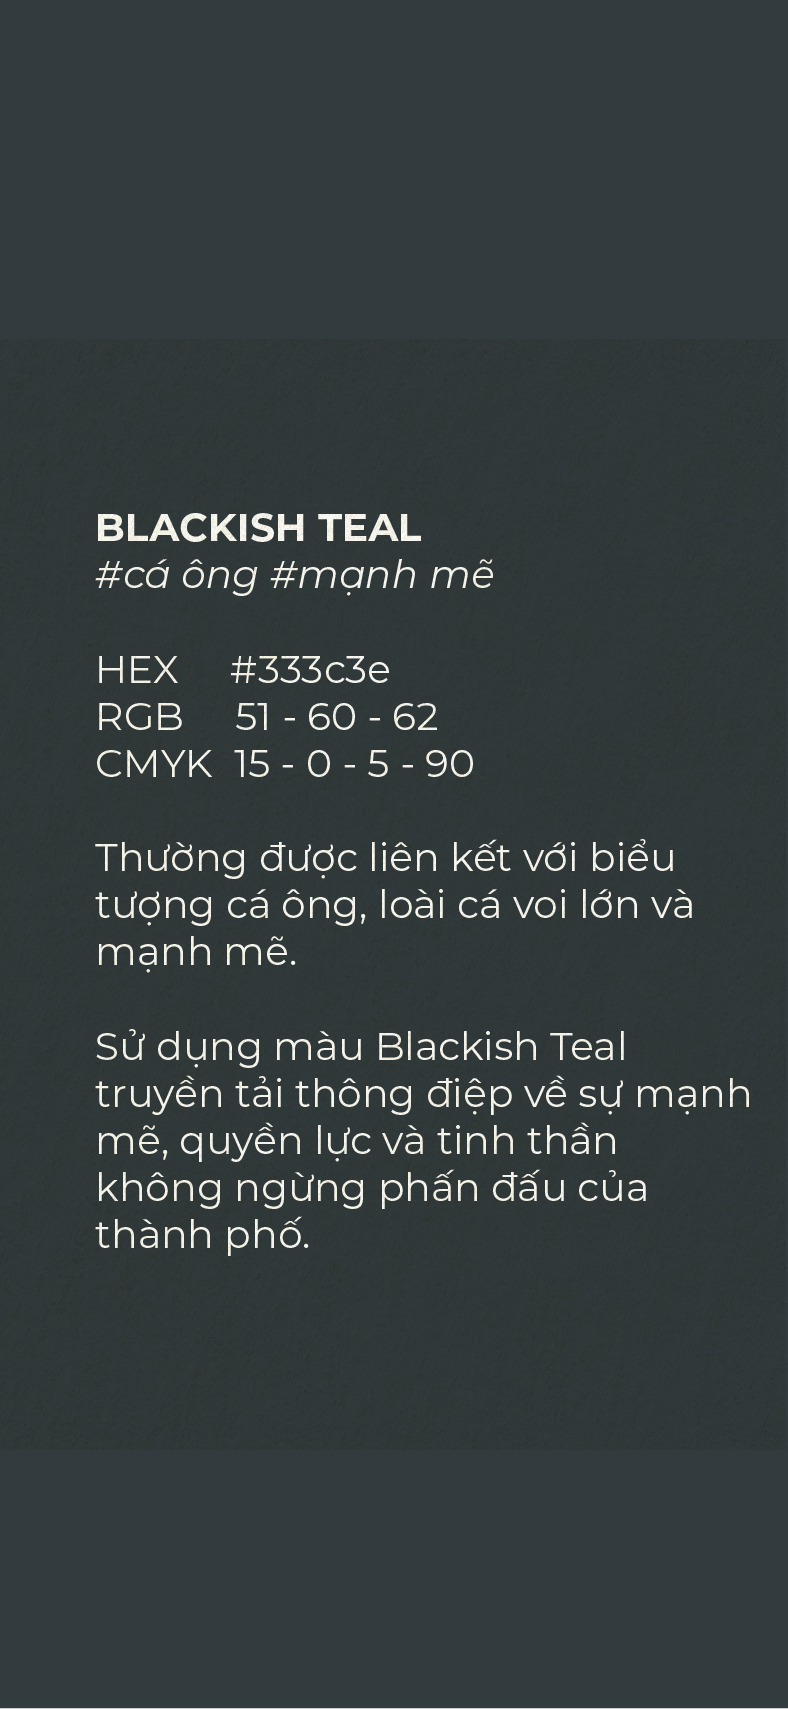 BLACKISH TEAL
#cá ông #mạnh mẽ
HEX #333c3e
RGB 51 - 60 - 62
CMYK 15 - 0 - 5 - 90
Thường được liên kết với biểu
tượng cá ông, loài cá voi lớn và
mạnh mẽ.
Sử dụng màu Blackish Teal
truyền tải thông điệp về sự mạnh
mẽ, quyền lực và tinh thần
không ngừng phấn đấu của
thành phố.